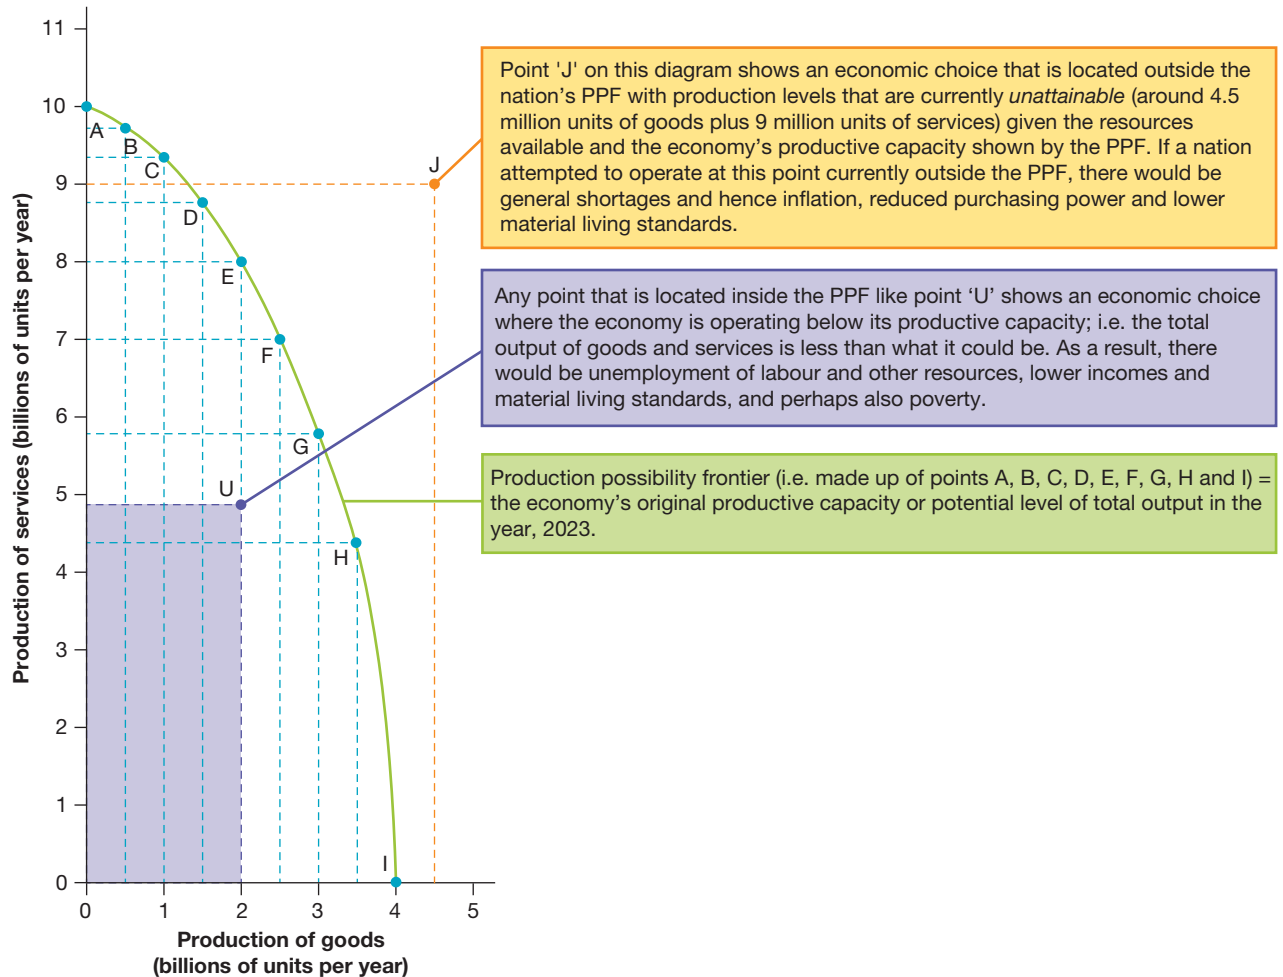 11
10
9
8
7
6
5
4
3
2
1
0
Production of services (billions of units per year)
A
B
C
D
E
F
G
H
I
J
U
0
1
2
3
4
5
Production of goods
(billions of units per year)
Point 'J' on this diagram shows an economic choice that is located outside the
nation’s PPF with production levels that are currently unattainable (around 4.5
million units of goods plus 9 million units of services) given the resources
available and the economy’s productive capacity shown by the PPF. If a nation
attempted to operate at this point currently outside the PPF, there would be
general shortages and hence inflation, reduced purchasing power and lower
material living standards.
Any point that is located inside the PPF like point ‘U’ shows an economic choice
where the economy is operating below its productive capacity; i.e. the total
output of goods and services is less than what it could be. As a result, there
would be unemployment of labour and other resources, lower incomes and
material living standards, and perhaps also poverty.
Production possibility frontier (i.e. made up of points A, B, C, D, E, F, G, H and I) =
the economy’s original productive capacity or potential level of total output in the
year, 2023.